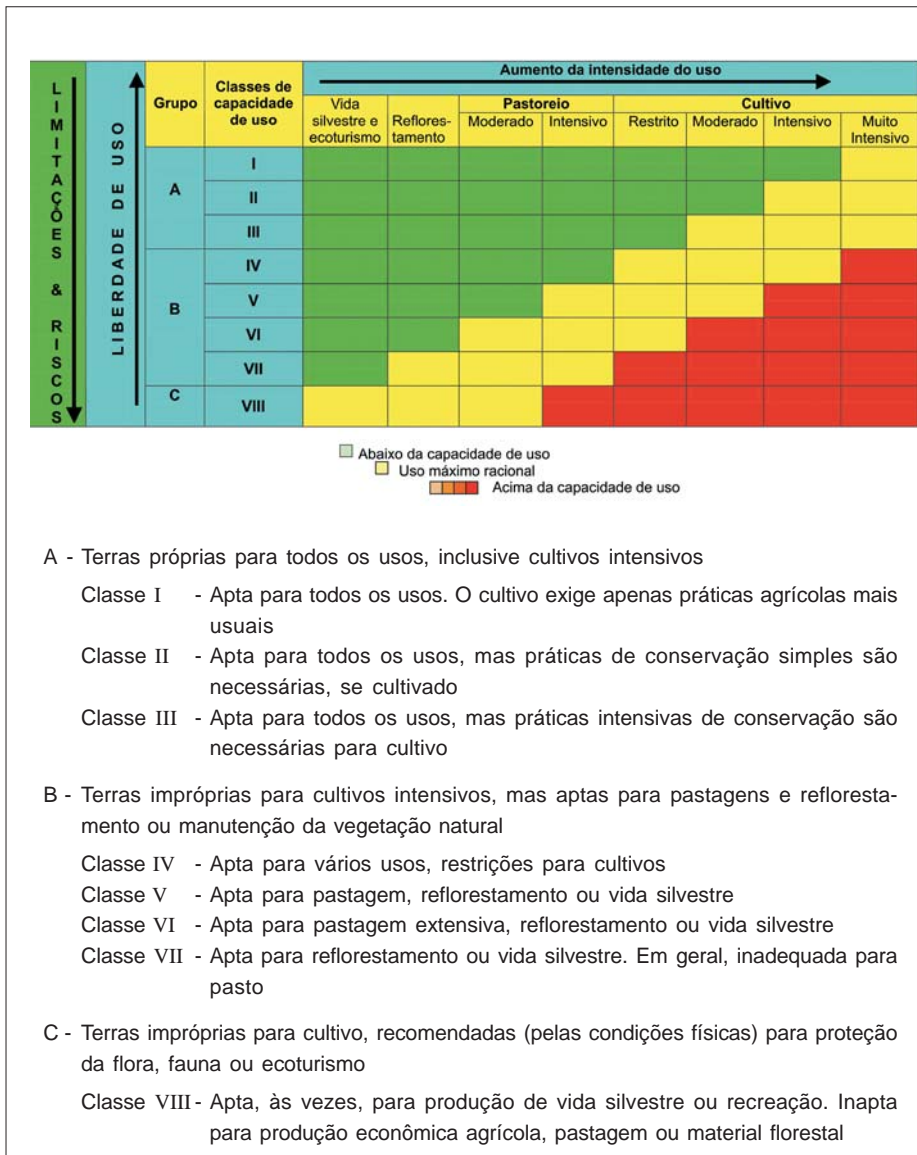 LIMITAÇÕES & RISCOS
LIBERDADE DE USO
Grupo
Classes de
capacidade
de uso
Aumento da intensidade do uso
Vida
silvestre e
ecoturismo
Reflores-
tamento
Pastoreio
Moderado Intensivo
Cultivo
Restrito Moderado Intensivo Muito
Intensivo
A
I
II
III
B
IV
V
VI
VII
C
VIII
Abaixo da capacidade de uso
Uso máximo racional
Acima da capacidade de uso
A - Terras próprias para todos os usos, inclusive cultivos intensivos
Classe I - Apta para todos os usos. O cultivo exige apenas práticas agrícolas mais
usuais
Classe II - Apta para todos os usos, mas práticas de conservação simples são
necessárias, se cultivado
Classe III - Apta para todos os usos, mas práticas intensivas de conservação são
necessárias para cultivo
B - Terras impróprias para cultivos intensivos, mas aptas para pastagens e refloresta-
mento ou manutenção da vegetação natural
Classe IV - Apta para vários usos, restrições para cultivos
Classe V - Apta para pastagem, reflorestamento ou vida silvestre
Classe VI - Apta para pastagem extensiva, reflorestamento ou vida silvestre
Classe VII - Apta para reflorestamento ou vida silvestre. Em geral, inadequada para
pasto
C - Terras impróprias para cultivo, recomendadas (pelas condições físicas) para proteção
da flora, fauna ou ecoturismo
Classe VIII - Apta, às vezes, para produção de vida silvestre ou recreação. Inapta
para produção econômica agrícola, pastagem ou material florestal